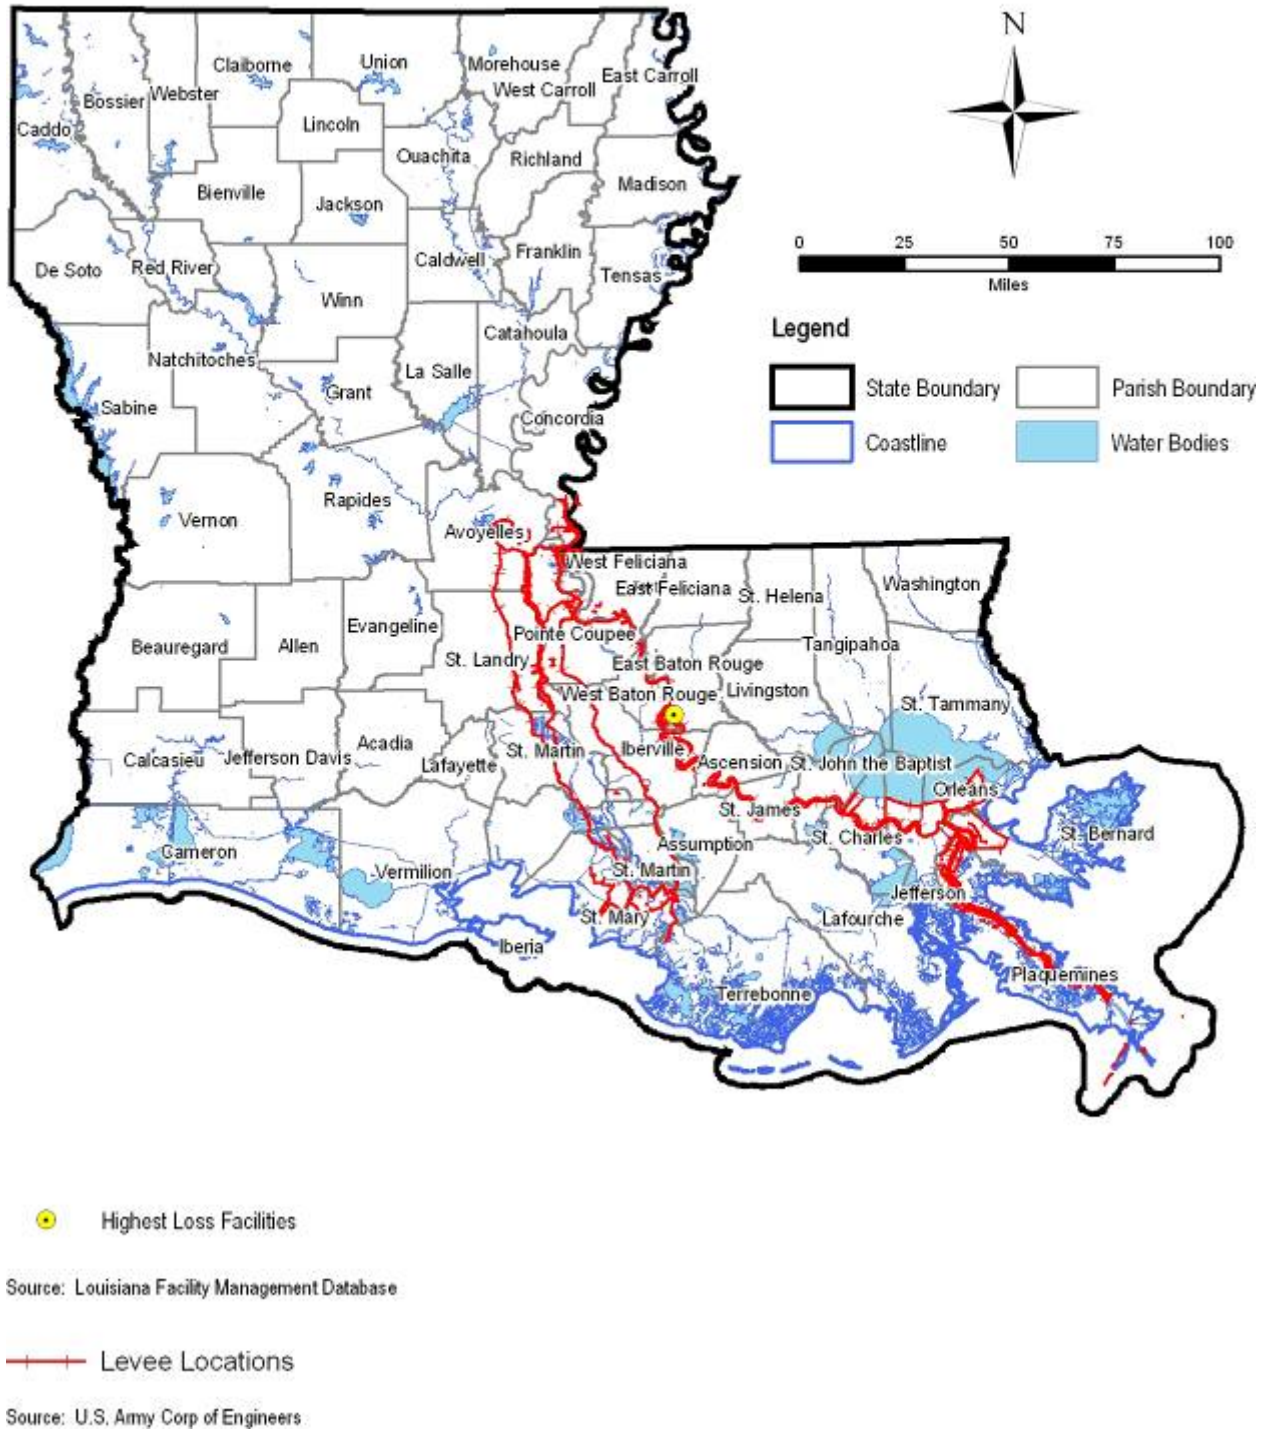 N
Claiborne
Union
Morehouse
East Carroll
West Carroll
Webster
Bossier
Caddo
Lincoln
Ouachita
Richland
Madison
Bienville
Jackson
De Soto
Red River
Caldwell
Franklin
Tensas
Winn
0 25 50 75 100
Miles
Legend
State Boundary
Parish Boundary
Coastline
Water Bodies
Natchitoches
Catahoula
La Salle
Grant
Sabine
Concordia
Rapides
Vernon
Avoyelles
West Feliciana
East Feliciana
St. Helena
Washington
Beauregard
Allen
Evangeline
Pointe Coupee
Tangipahoa
St. Landry
East Baton Rouge
West Baton Rouge
Livingston
St. Tammany
Calcasieu
Jefferson Davis
Acadia
Lafayette
St. Martin
Iberville
Ascension
St. John the Baptist
Orleans
St. James
St. Charles
St. Bernard
Assumption
Cameron
Vermilion
St. Martin
Jefferson
St. Mary
Lafourche
Iberia
Plaquemines
Terrebonne
Highest Loss Facilities
Source: Louisiana Facility Management Database
Levee Locations
Source: U.S. Army Corp of Engineers